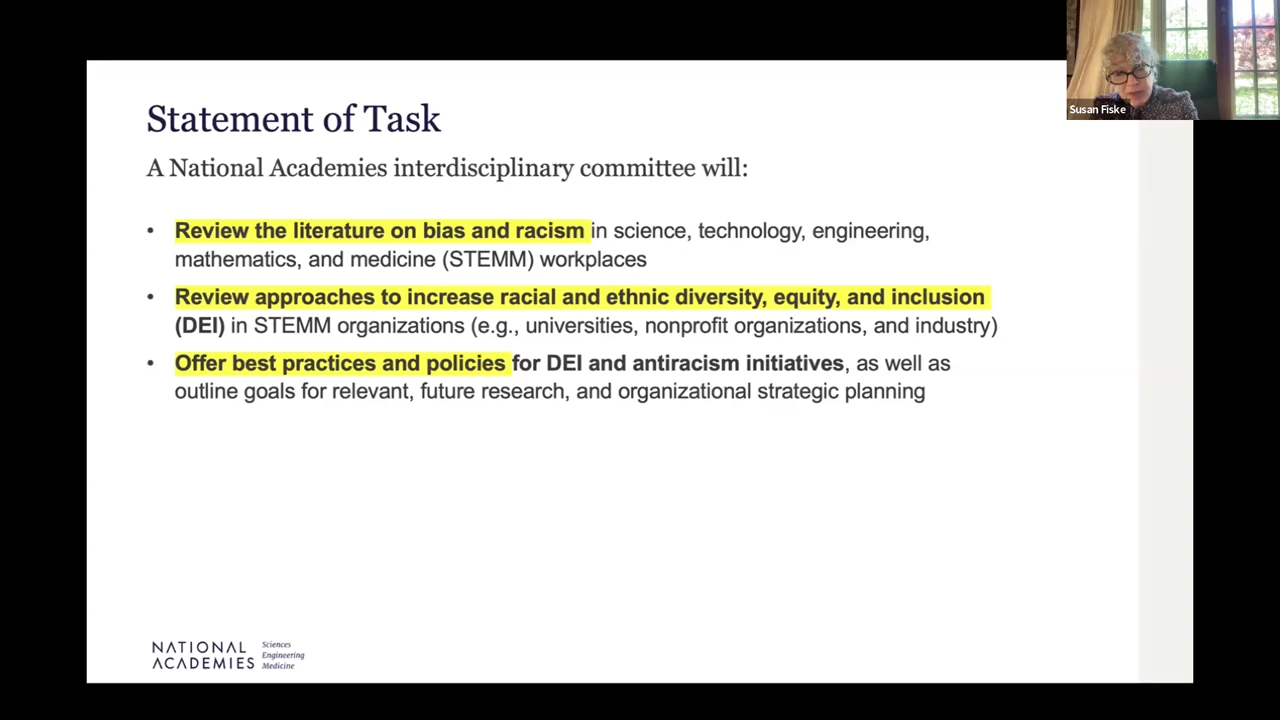 Statement of Task
A National Academies interdisciplinary committee will:
• Review the literature on bias and racism in science, technology, engineering,
mathematics, and medicine (STEMM) workplaces
• Review approaches to increase racial and ethnic diversity, equity, and inclusion
(DEI) in STEMM organizations (e.g., universities, nonprofit organizations, and industry)
• Offer best practices and policies for DEI and antiracism initiatives, as well as
outline goals for relevant, future research, and organizational strategic planning
NATIONAL
ACADEMIES
Sciences
Engineering
Medicine
Susan Fiske